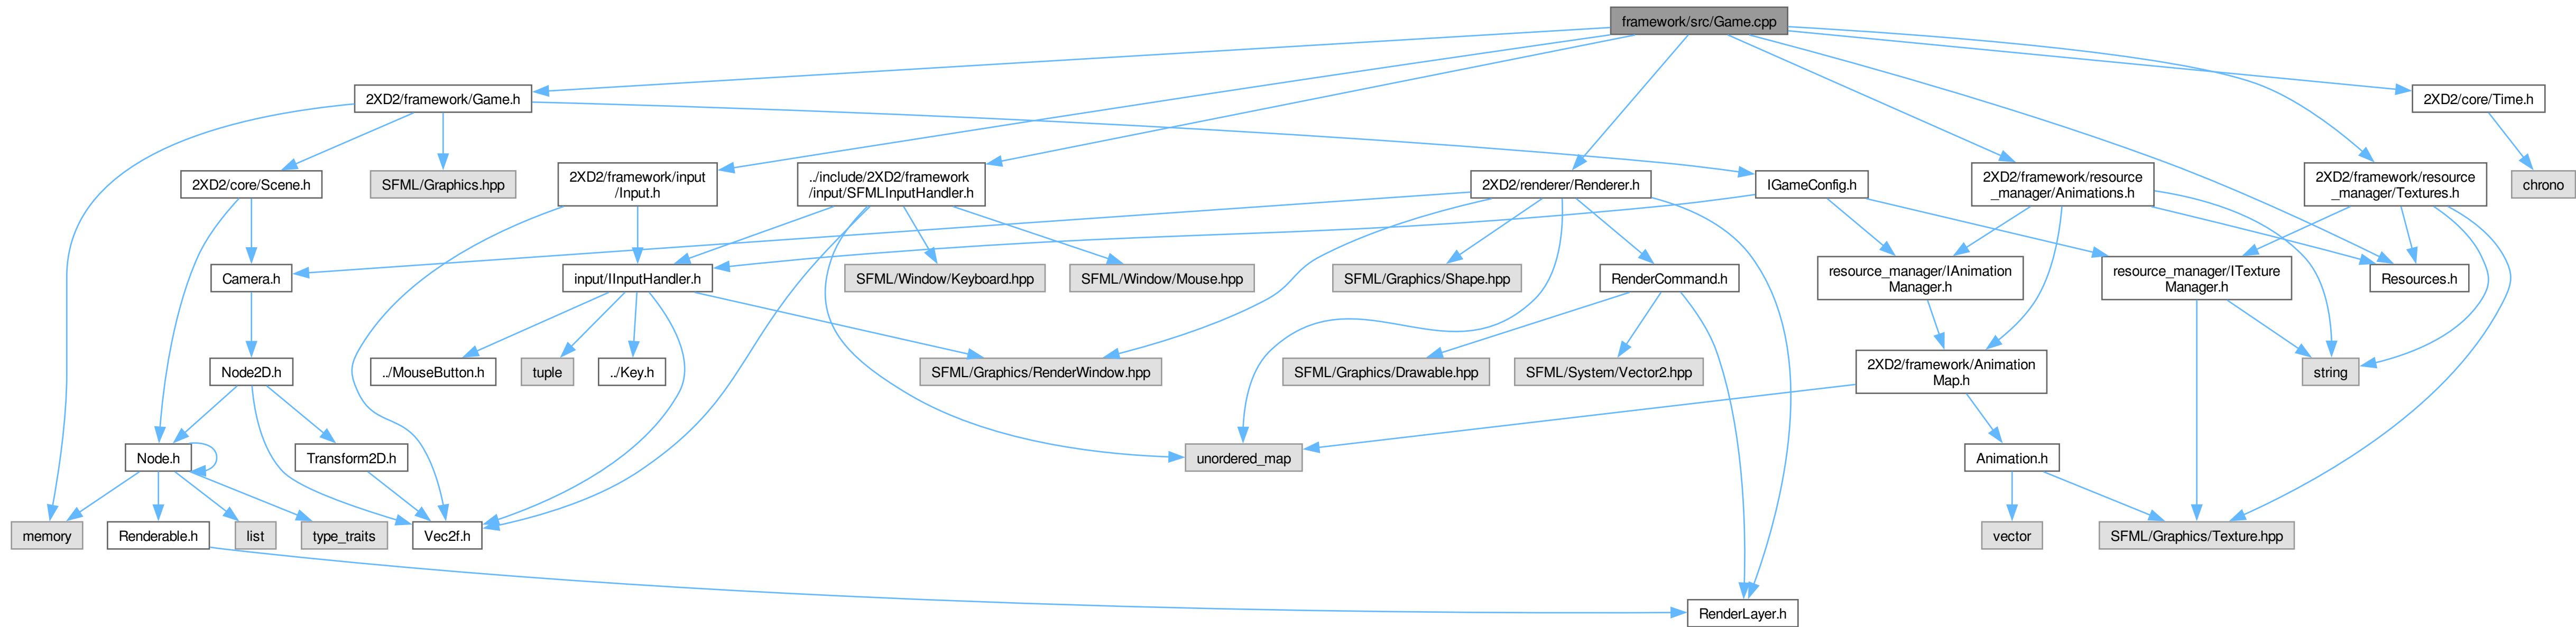 framework/src/Game.cpp
2XD2/framework/Game.h
2XD2/core/Time.h
2XD2/core/Scene.h
SFML/Graphics.hpp
2XD2/framework/input
/Input.h
../include/2XD2/framework
/input/SFMLInputHandler.h
2XD2/renderer/Renderer.h
IGameConfig.h
2XD2/framework/resource
_manager/Animations.h
2XD2/framework/resource
_manager/Textures.h
chrono
Camera.h
input/IInputHandler.h
SFML/Window/Keyboard.hpp
SFML/Window/Mouse.hpp
SFML/Graphics/Shape.hpp
RenderCommand.h
resource_manager/IAnimation
Manager.h
resource_manager/ITexture
Manager.h
Resources.h
Node2D.h
../MouseButton.h
tuple
../Key.h
SFML/Graphics/RenderWindow.hpp
SFML/Graphics/Drawable.hpp
SFML/System/Vector2.hpp
2XD2/framework/Animation
Map.h
string
Node.h
Transform2D.h
unordered_map
Animation.h
memory
Renderable.h
list
type_traits
Vec2f.h
vector
SFML/Graphics/Texture.hpp
RenderLayer.h